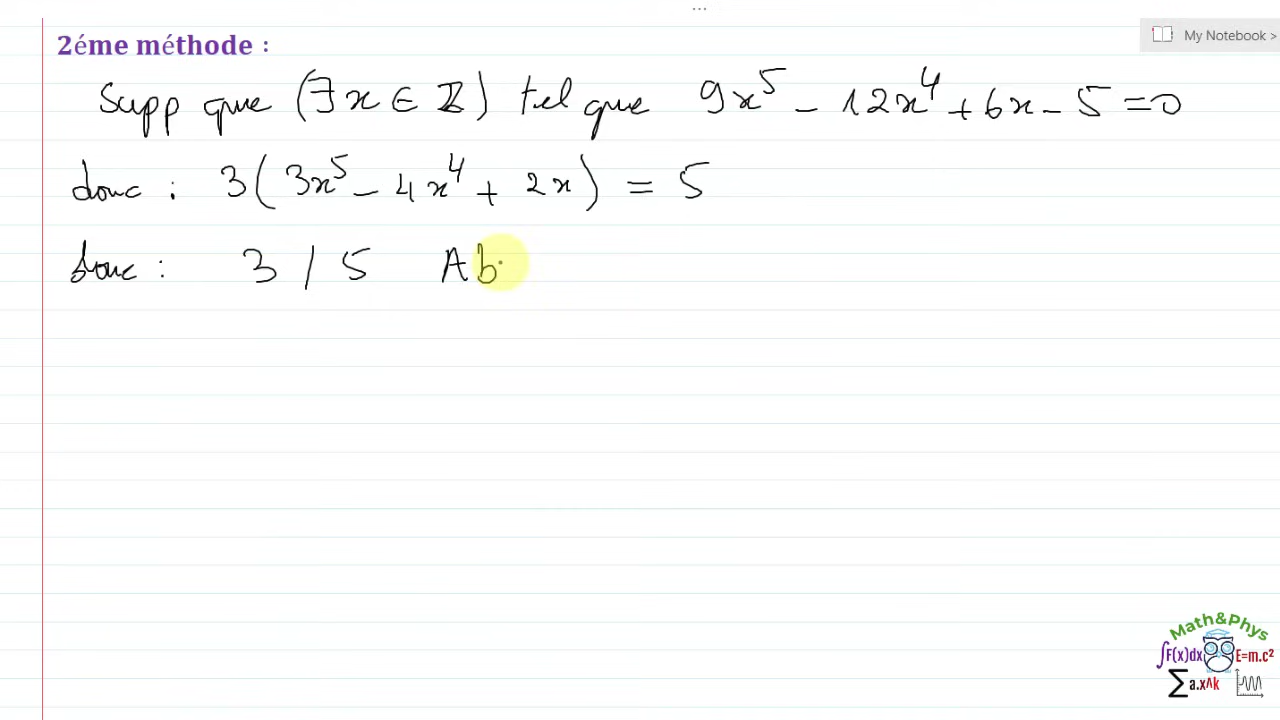 ...
My Notebook >
2éme méthode :
Supp que (∃x ∈ ℤ) tel que 9x⁵ - 12x⁴ + 6x - 5 = 0
donc : 3(3x⁵ - 4x⁴ + 2x) = 5
donc : 3 / 5 Ab
Math&Phys
∫F(x)dx E=m.c²
∑ a.x^k